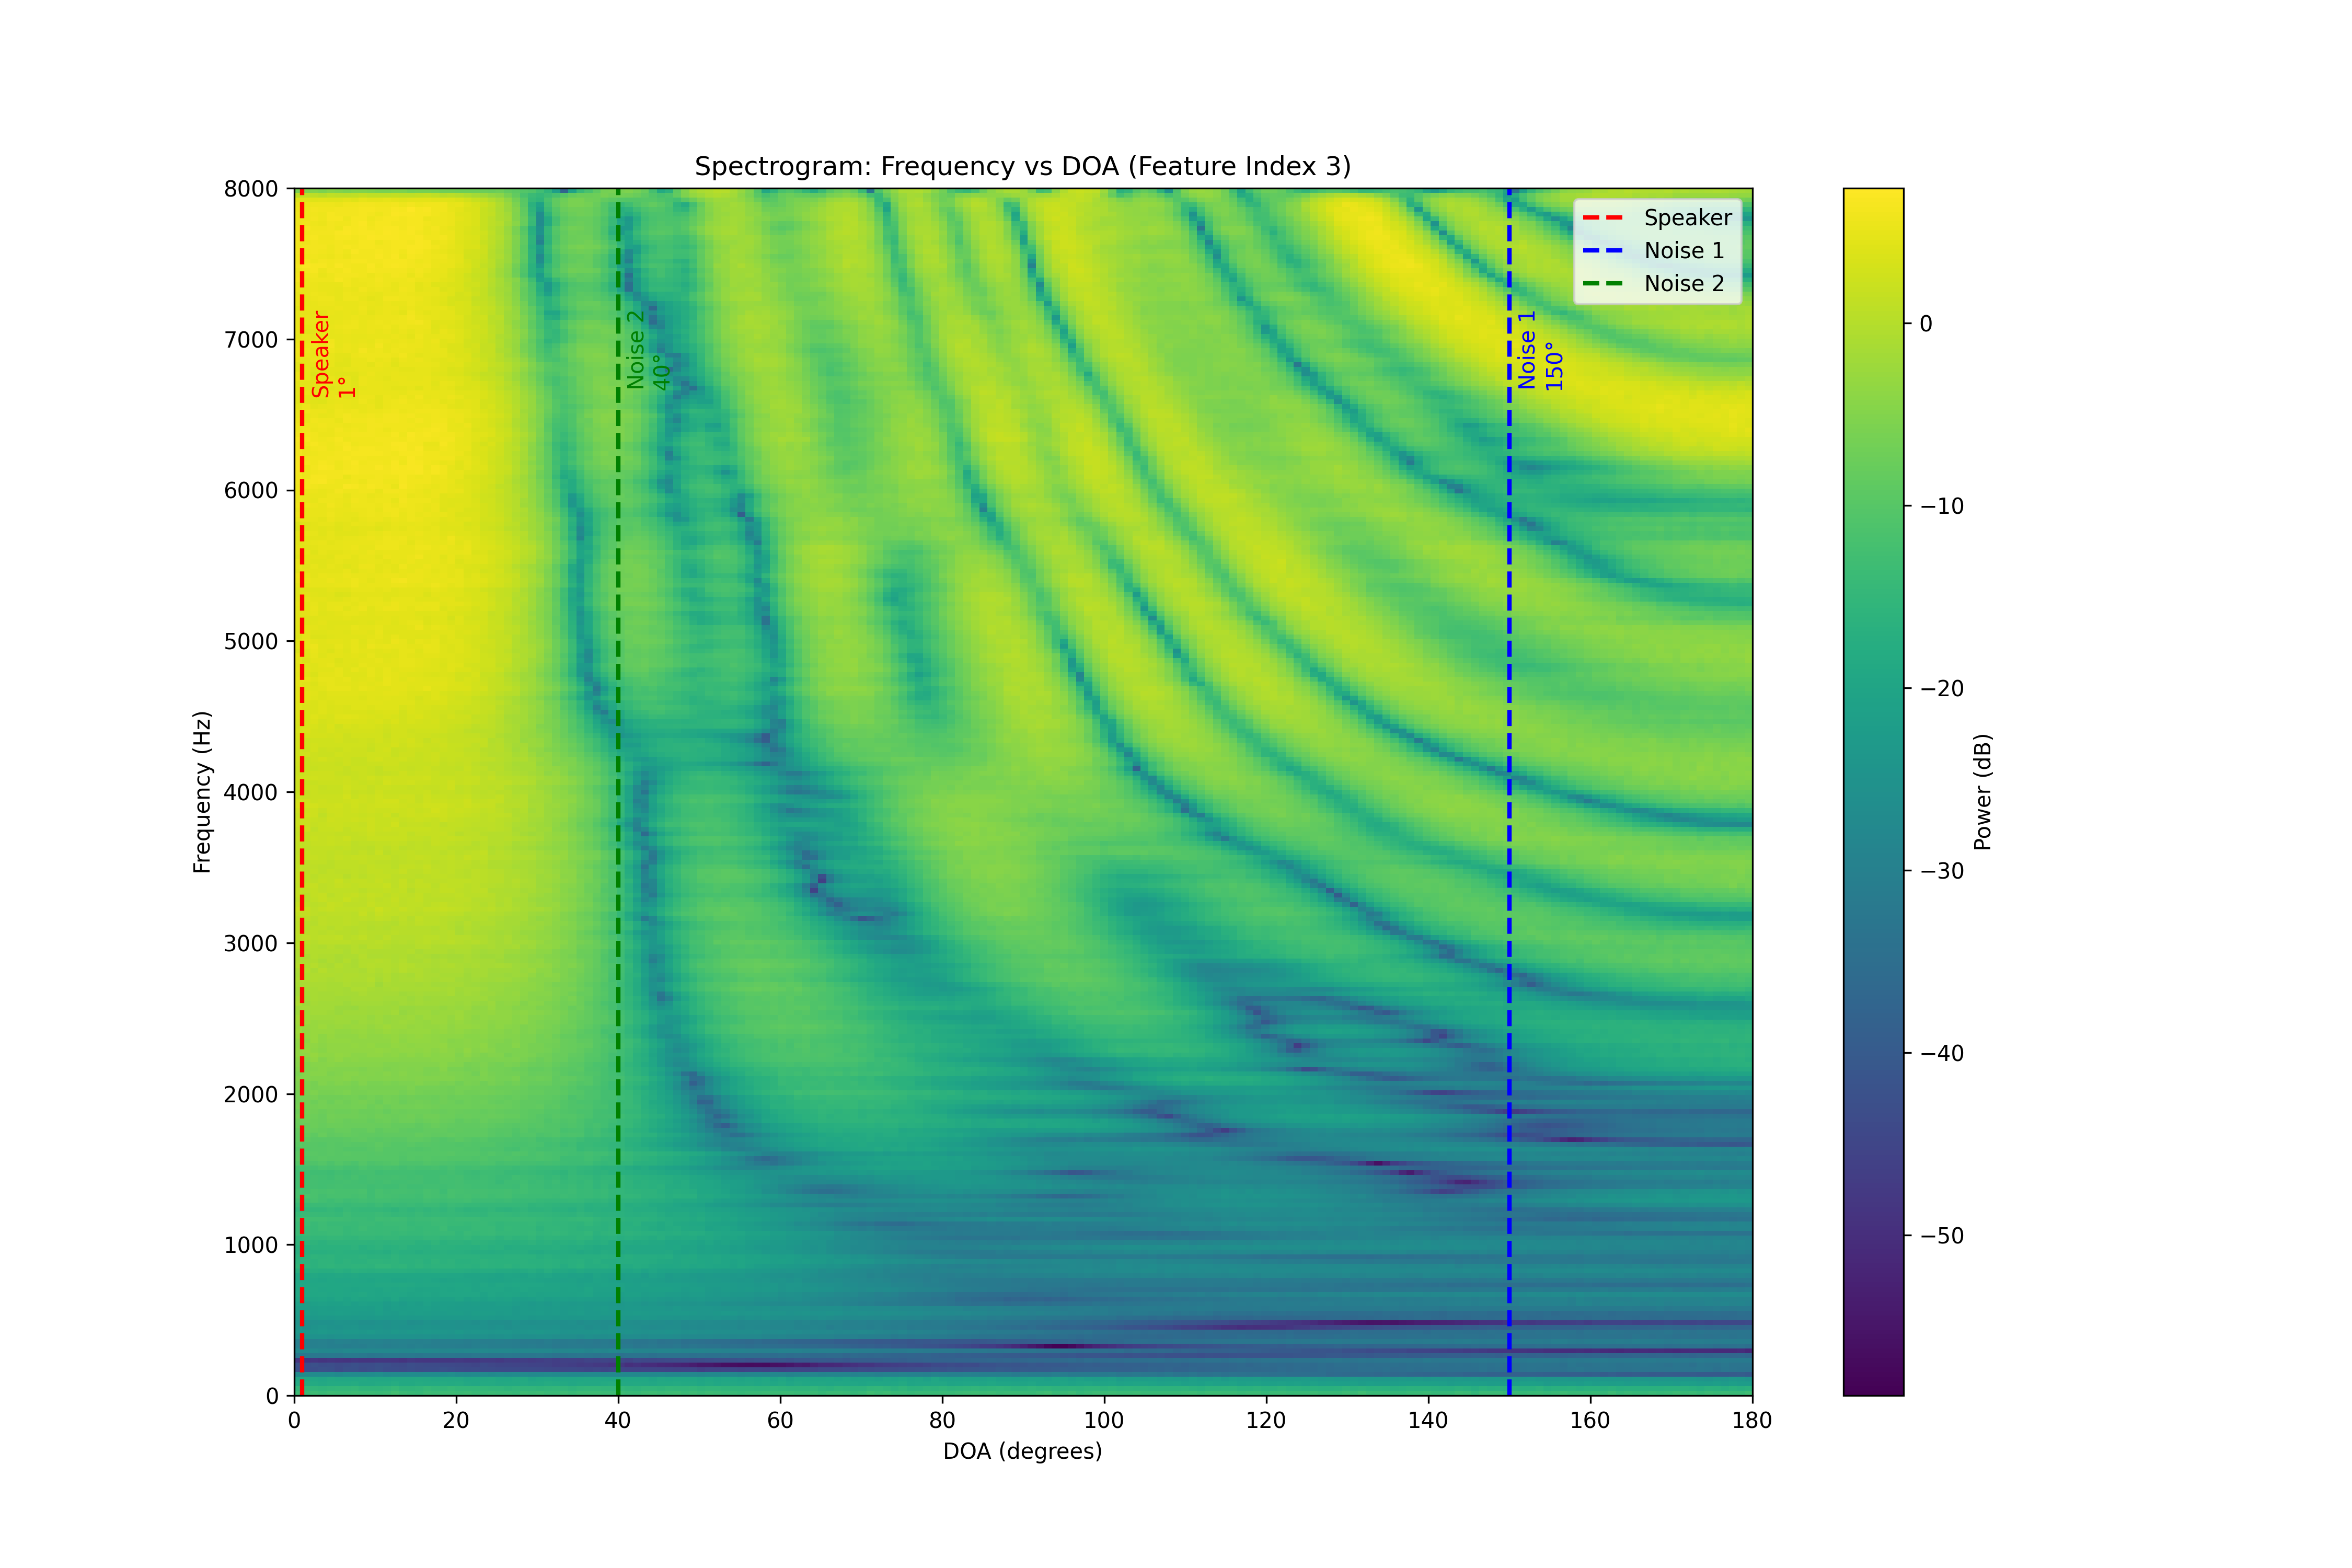 Spectrogram: Frequency vs DOA (Feature Index 3)
8000
7000
6000
5000
4000
3000
2000
1000
0
Frequency (Hz)
Speaker
1°
Noise 2
40°
Noise 1
150°
Speaker
Noise 1
Noise 2
0
20
40
60
80
100
120
140
160
180
DOA (degrees)
0
−10
−20
−30
−40
−50
Power (dB)